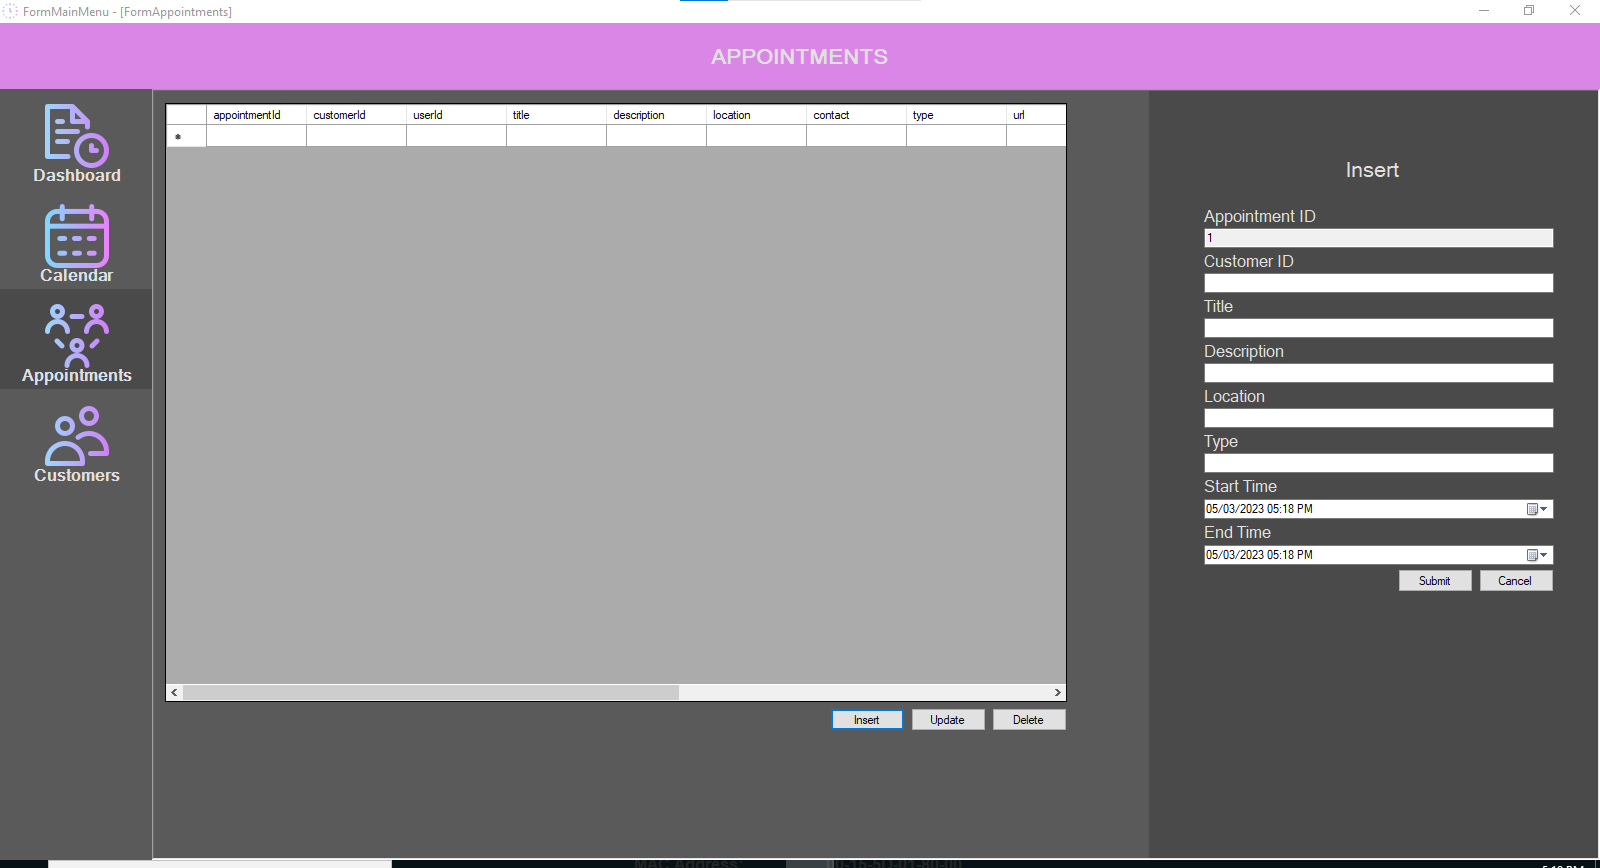 FormMainMenu - [FormAppointments]
APPOINTMENTS
Dashboard
Calendar
Appointments
Customers
appointmentId customerId userId title description location contact type url
Insert Update Delete
Insert
Appointment ID
1
Customer ID
Title
Description
Location
Type
Start Time
05/03/2023 05:18 PM
End Time
05/03/2023 05:18 PM
Submit Cancel
MAC Address: